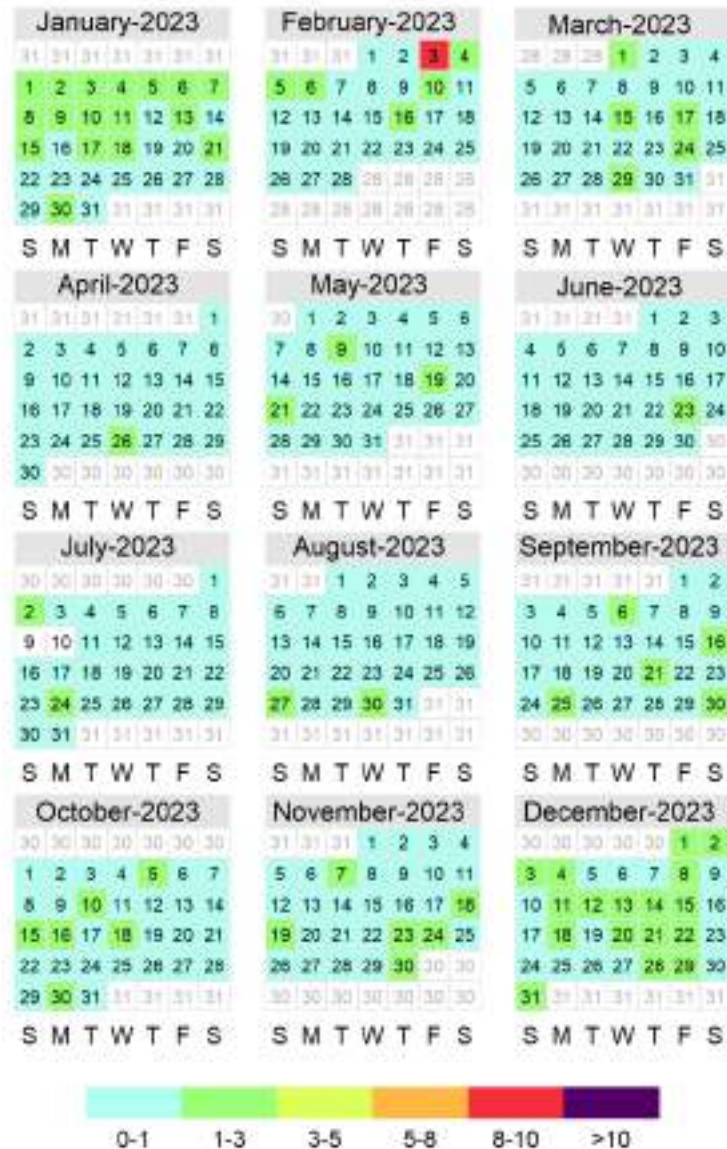 January-2023 February-2023 March-2023
31 31 31 31 31 31 31 31 31 31 1 2 3 4 28 28 28 1 2 3 4
1 2 3 4 5 6 7 5 6 7 8 9 10 11 5 6 7 8 9 10 11
8 9 10 11 12 13 14 12 13 14 15 16 17 18 12 13 14 15 16 17 18
15 16 17 18 19 20 21 19 20 21 22 23 24 25 19 20 21 22 23 24 25
22 23 24 25 26 27 28 26 27 28 28 28 28 28 26 27 28 29 30 31 31
29 30 31 31 31 31 31 28 28 28 28 28 28 28 31 31 31 31 31 31 31
S M T W T F S S M T W T F S S M T W T F S
April-2023 May-2023 June-2023
31 31 31 31 31 31 1 30 1 2 3 4 5 6 31 31 31 31 1 2 3
2 3 4 5 6 7 8 7 8 9 10 11 12 13 4 5 6 7 8 9 10
9 10 11 12 13 14 15 14 15 16 17 18 19 20 11 12 13 14 15 16 17
16 17 18 19 20 21 22 21 22 23 24 25 26 27 18 19 20 21 22 23 24
23 24 25 26 27 28 29 28 29 30 31 31 31 31 25 26 27 28 29 30 30
30 30 30 30 30 30 30 31 31 31 31 31 31 31 30 30 30 30 30 30 30
S M T W T F S S M T W T F S S M T W T F S
July-2023 August-2023 September-2023
30 30 30 30 30 30 1 31 31 1 2 3 4 5 31 31 31 31 31 1 2
2 3 4 5 6 7 8 6 7 8 9 10 11 12 3 4 5 6 7 8 9
9 10 11 12 13 14 15 13 14 15 16 17 18 19 10 11 12 13 14 15 16
16 17 18 19 20 21 22 20 21 22 23 24 25 26 17 18 19 20 21 22 23
23 24 25 26 27 28 29 27 28 29 30 31 31 31 24 25 26 27 28 29 30
30 31 31 31 31 31 31 31 31 31 31 31 31 31 30 30 30 30 30 30 30
S M T W T F S S M T W T F S S M T W T F S
October-2023 November-2023 December-2023
30 30 30 30 30 30 30 31 31 31 1 2 3 4 30 30 30 30 30 1 2
1 2 3 4 5 6 7 5 6 7 8 9 10 11 3 4 5 6 7 8 9
8 9 10 11 12 13 14 12 13 14 15 16 17 18 10 11 12 13 14 15 16
15 16 17 18 19 20 21 19 20 21 22 23 24 25 17 18 19 20 21 22 23
22 23 24 25 26 27 28 26 27 28 29 30 30 30 24 25 26 27 28 29 30
29 30 31 31 31 31 31 30 30 30 30 30 30 30 31 31 31 31 31 31 31
S M T W T F S S M T W T F S S M T W T F S
0-1 1-3 3-5 5-8 8-10 >10